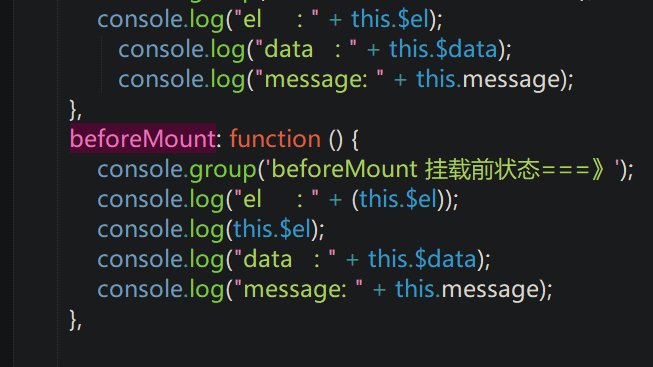 console.log("el     : " + this.$el);
console.log("data   : " + this.$data);
console.log("message: " + this.message);
},
beforeMount: function () {
console.group('beforeMount 挂载前状态===》');
console.log("el     : " + (this.$el));
console.log(this.$el);
console.log("data   : " + this.$data);
console.log("message: " + this.message);
},